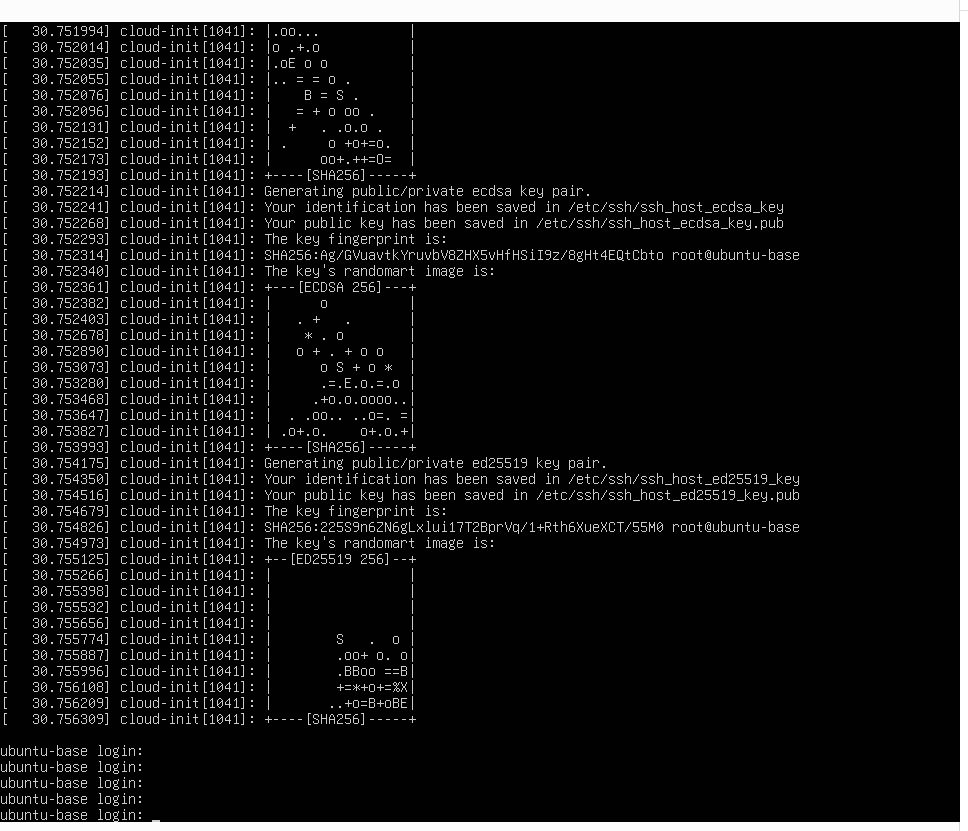 [   30.751994] cloud-init[1041]: |.oo...           |
[   30.752014] cloud-init[1041]: |o .+.o           |
[   30.752035] cloud-init[1041]: |.oE o o          |
[   30.752055] cloud-init[1041]: |.. = = o .       |
[   30.752076] cloud-init[1041]: |    B = S .      |
[   30.752096] cloud-init[1041]: |   = + o oo .    |
[   30.752131] cloud-init[1041]: |  +   . .o.o .   |
[   30.752152] cloud-init[1041]: | .     o +o+=o.  |
[   30.752173] cloud-init[1041]: |      oo+.++=O=  |
[   30.752193] cloud-init[1041]: +----[SHA256]-----+
[   30.752214] cloud-init[1041]: Generating public/private ecdsa key pair.
[   30.752241] cloud-init[1041]: Your identification has been saved in /etc/ssh/ssh_host_ecdsa_key
[   30.752268] cloud-init[1041]: Your public key has been saved in /etc/ssh/ssh_host_ecdsa_key.pub
[   30.752293] cloud-init[1041]: The key fingerprint is:
[   30.752314] cloud-init[1041]: SHA256:Ag/GVuavtkYruvbV8ZHX5vHfHSiI9z/8gHt4EQtCbto root@ubuntu-base
[   30.752340] cloud-init[1041]: The key's randomart image is:
[   30.752361] cloud-init[1041]: +---[ECDSA 256]---+
[   30.752382] cloud-init[1041]: |      o          |
[   30.752403] cloud-init[1041]: |   . +   .       |
[   30.752678] cloud-init[1041]: |    * . o        |
[   30.752890] cloud-init[1041]: |   o + . + o o   |
[   30.753073] cloud-init[1041]: |      o S + o *  |
[   30.753280] cloud-init[1041]: |      .=.E.o.=.o |
[   30.753468] cloud-init[1041]: |     .+o.o.oooo..|
[   30.753647] cloud-init[1041]: |  . .oo.. ..o=. =|
[   30.753827] cloud-init[1041]: | .o+.o.    o+.o.+|
[   30.753993] cloud-init[1041]: +----[SHA256]-----+
[   30.754175] cloud-init[1041]: Generating public/private ed25519 key pair.
[   30.754350] cloud-init[1041]: Your identification has been saved in /etc/ssh/ssh_host_ed25519_key
[   30.754516] cloud-init[1041]: Your public key has been saved in /etc/ssh/ssh_host_ed25519_key.pub
[   30.754679] cloud-init[1041]: The key fingerprint is:
[   30.754826] cloud-init[1041]: SHA256:225S9n6ZN6gLxlui17T2BprVq/1+Rth6XueXCT/55M0 root@ubuntu-base
[   30.754973] cloud-init[1041]: The key's randomart image is:
[   30.755125] cloud-init[1041]: +--[ED25519 256]--+
[   30.755266] cloud-init[1041]: |                 |
[   30.755398] cloud-init[1041]: |                 |
[   30.755532] cloud-init[1041]: |                 |
[   30.755656] cloud-init[1041]: |                 |
[   30.755774] cloud-init[1041]: |        S   .  o |
[   30.755887] cloud-init[1041]: |        .oo+ o. o|
[   30.755996] cloud-init[1041]: |        .BBoo ==B|
[   30.756108] cloud-init[1041]: |        +=*+o+=%X|
[   30.756209] cloud-init[1041]: |       ..+o=B+oBE|
[   30.756309] cloud-init[1041]: +----[SHA256]-----+
ubuntu-base login:
ubuntu-base login:
ubuntu-base login:
ubuntu-base login:
ubuntu-base login: _